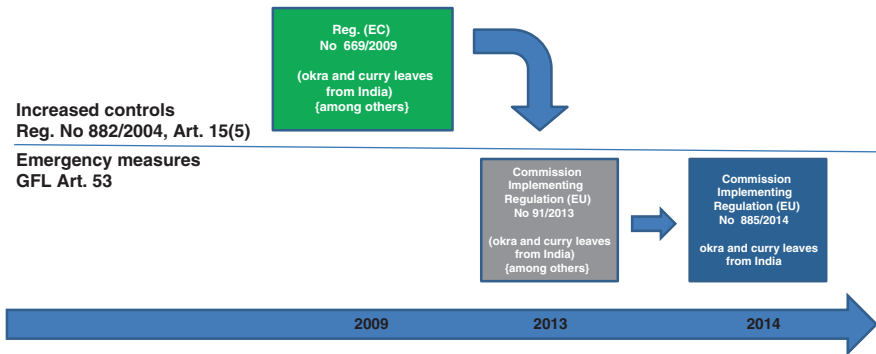 Reg. (EC)
No 669/2009
(okra and curry leaves
from India)
{among others}
Increased controls
Reg. No 882/2004, Art. 15(5)
Emergency measures
GFL Art. 53
Commission
Implementing
Regulation (EU)
No 91/2013
(okra and curry leaves
from India)
{among others}
Commission
Implementing
Regulation (EU)
No 885/2014
okra and curry leaves
from India
2009
2013
2014